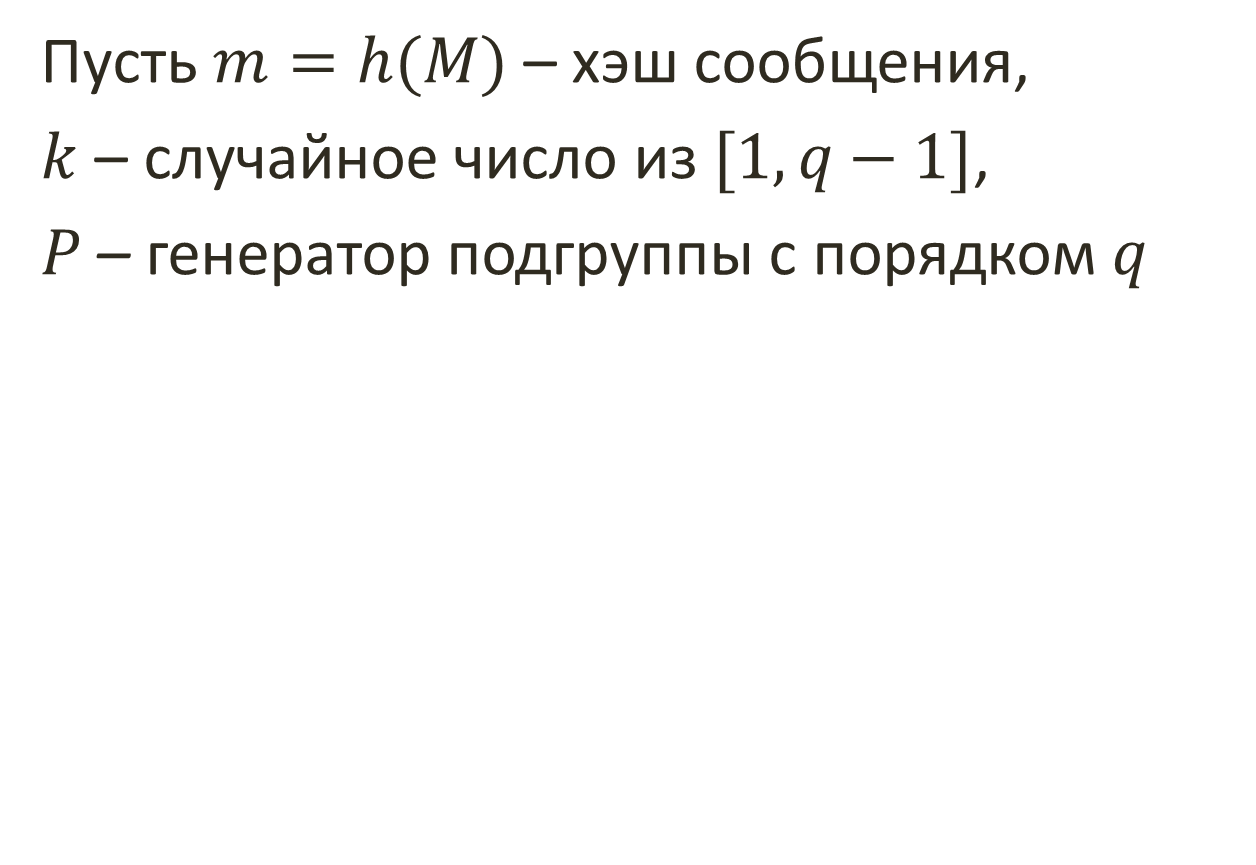 Пусть m = h(M) – хэш сообщения,
k – случайное число из [1, q − 1],
P – генератор подгруппы с порядком q